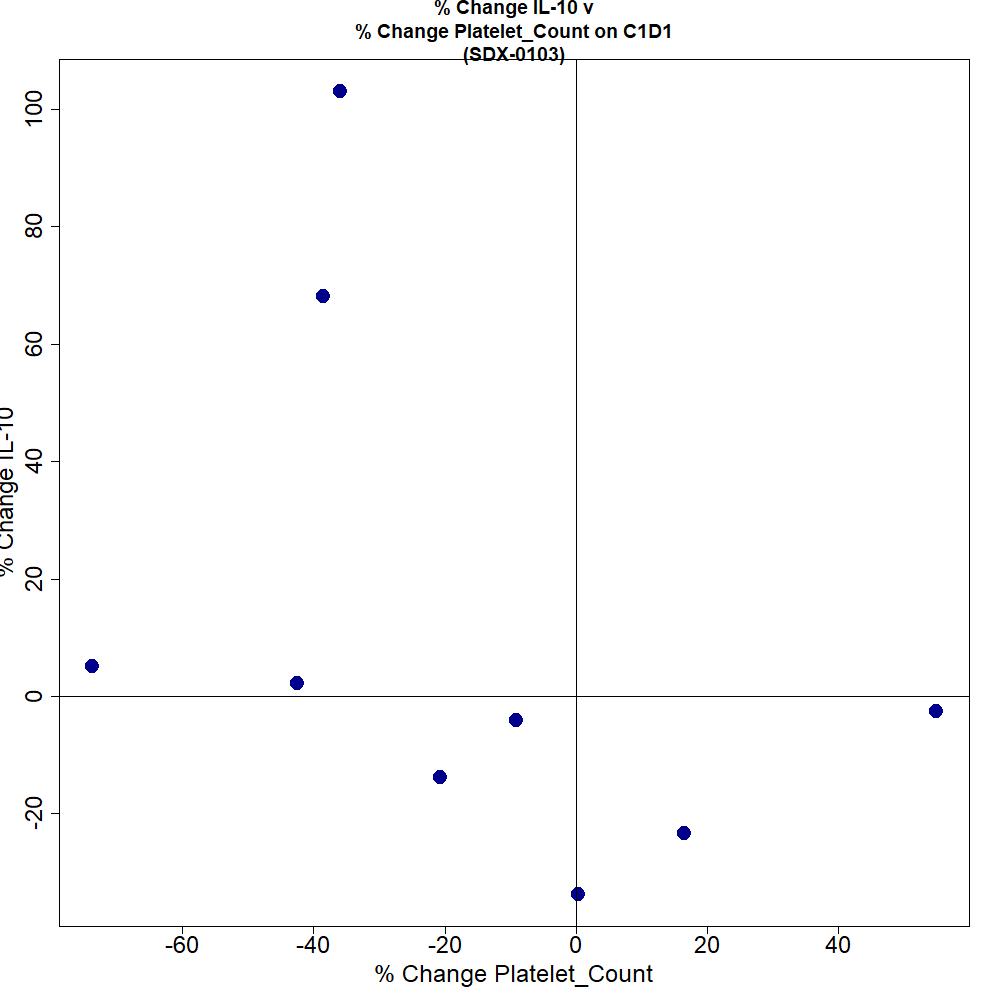 % Change IL-10 v
% Change Platelet_Count on C1D1
(SDX-0103)
100
80
60
40
20
0
-20
% Change IL-10
-60 -40 -20 0 20 40
% Change Platelet_Count